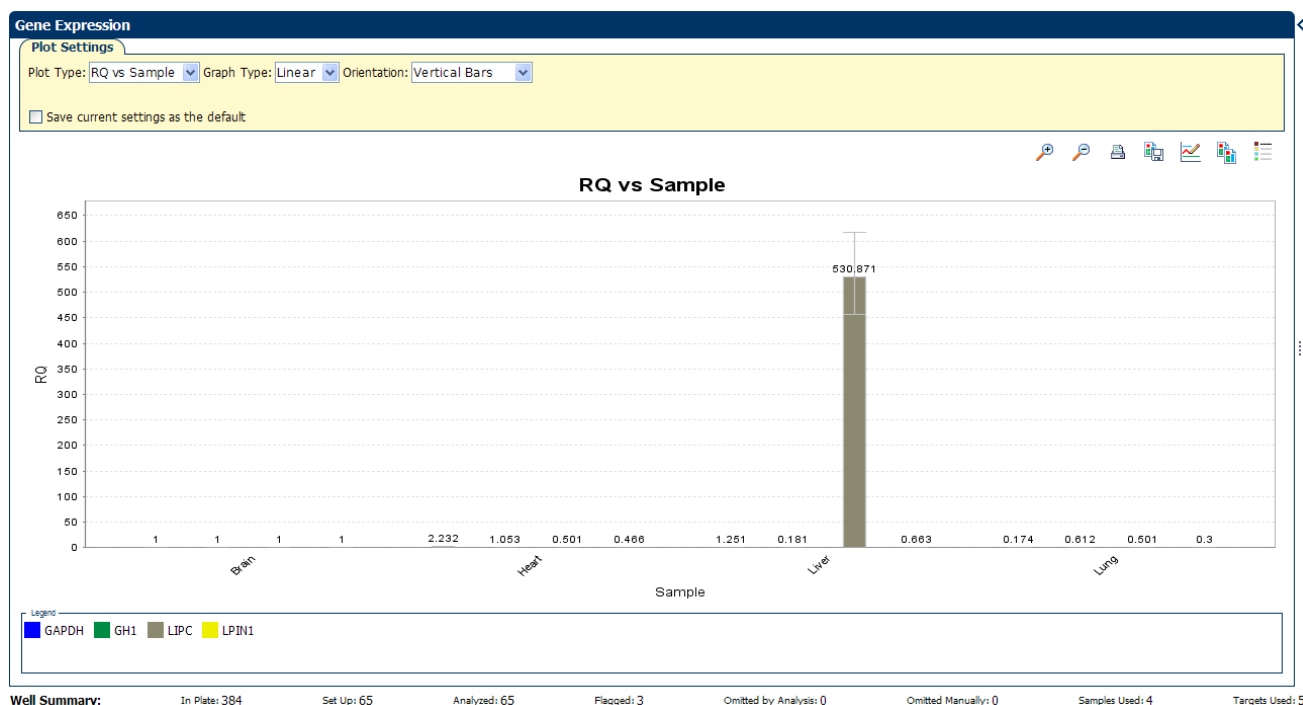 Gene Expression
Plot Settings
Plot Type: RQ vs Sample Graph Type: Linear Orientation: Vertical Bars
Save current settings as the default
RQ vs Sample
650
600
550
530.871
500
450
400
350
300
250
200
150
100
50
0
RQ
1 1 1 1 2.232 1.053 0.501 0.466 1.251 0.181 0.663 0.174 0.612 0.501 0.3
Brain Heart Liver Lung
Sample
Legend
GAPDH GH1 LIPC LPIN1
Well Summary: In Plate: 384 Set Up: 65 Analyzed: 65 Flagged: 3 Omitted by Analysis: 0 Omitted Manually: 0 Samples Used: 4 Targets Used: 5